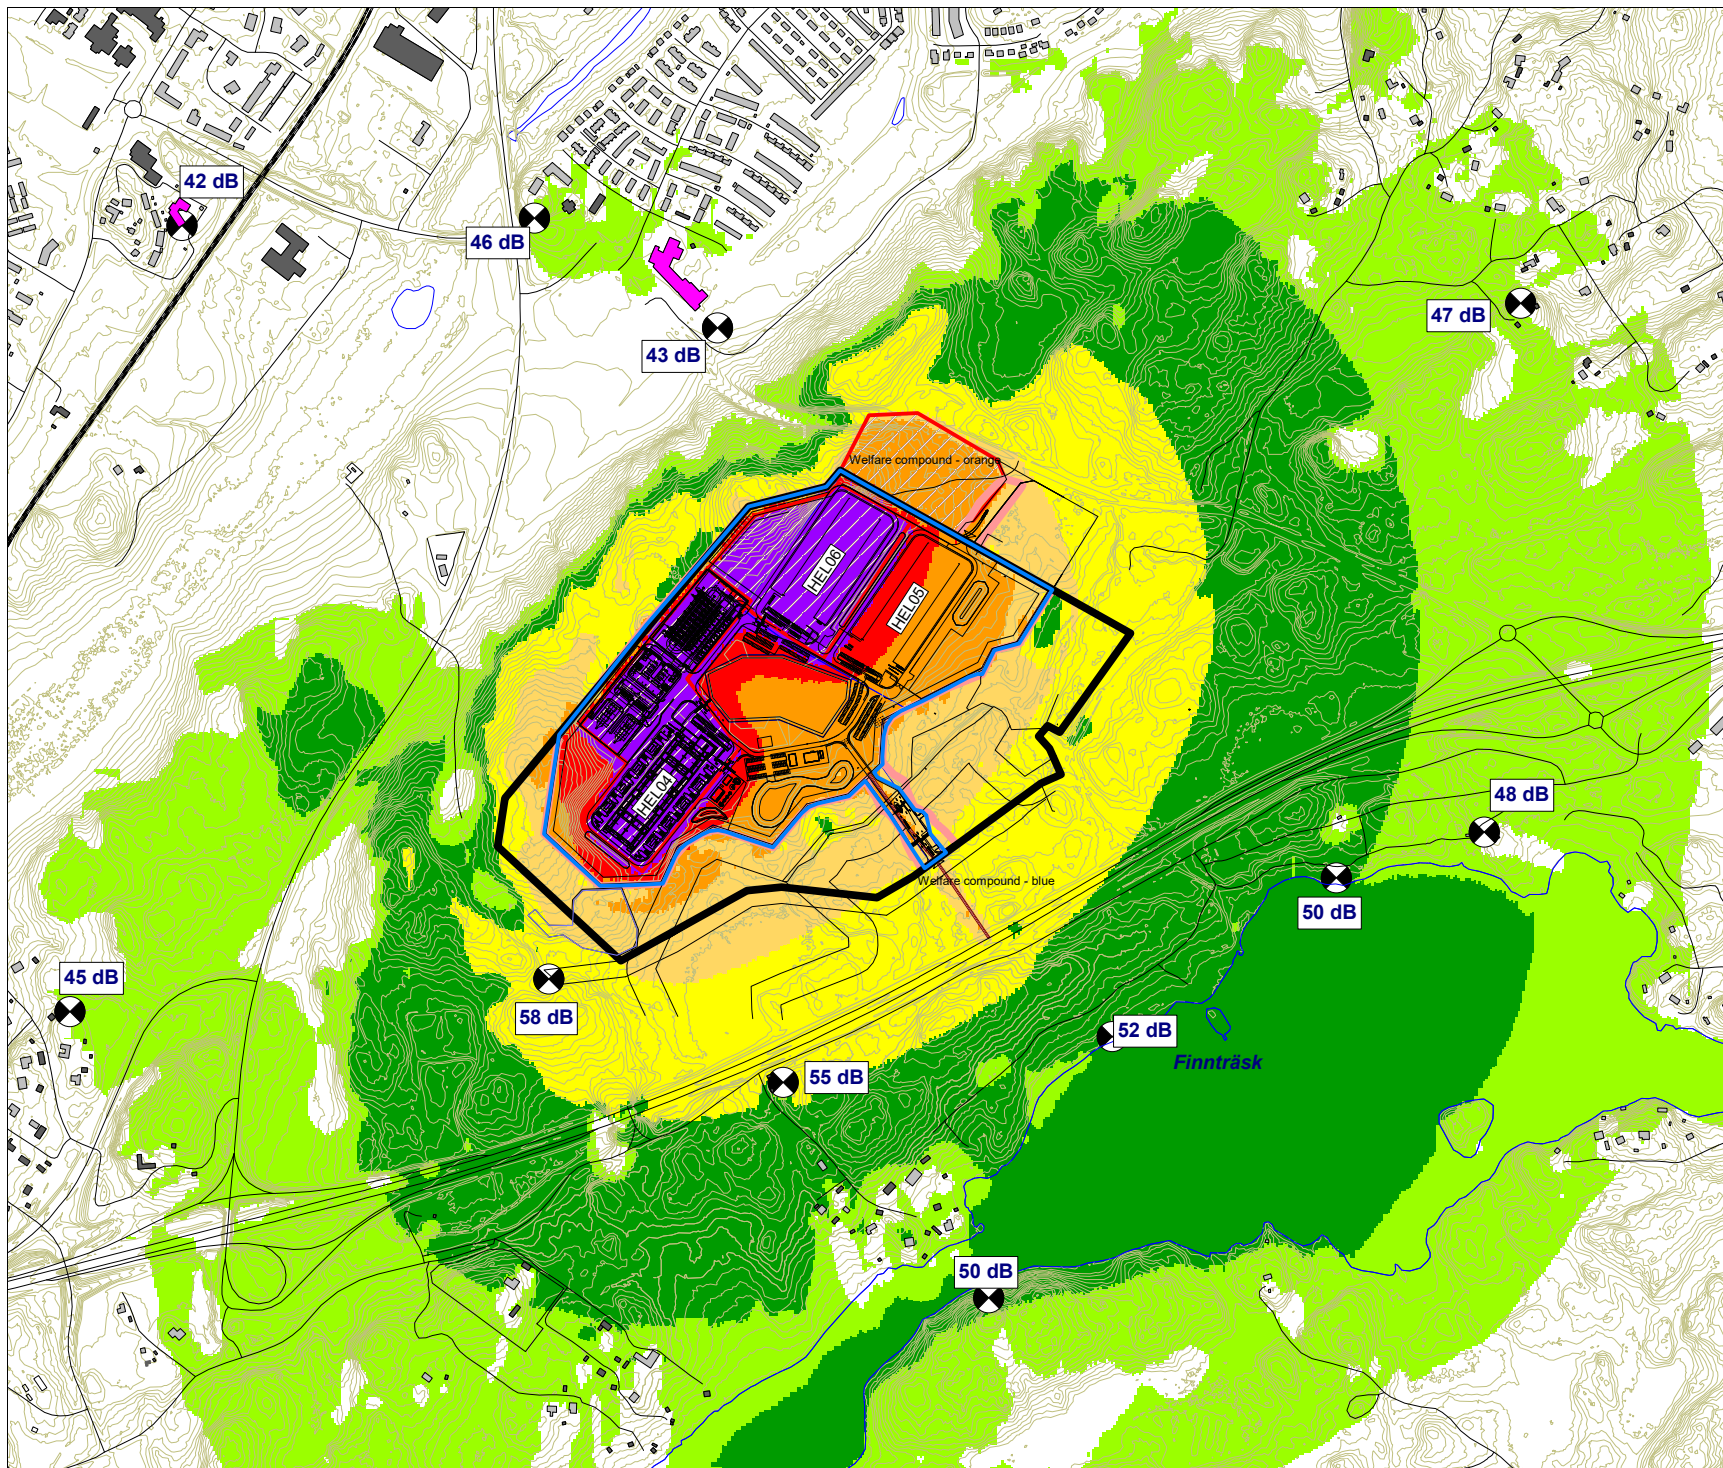 42 dB
46 dB
43 dB
47 dB
Welfare compound - orange
HEL06
HEL05
HEL04
48 dB
Welfare compound - blue
50 dB
45 dB
58 dB
52 dB
Finnträsk
55 dB
50 dB